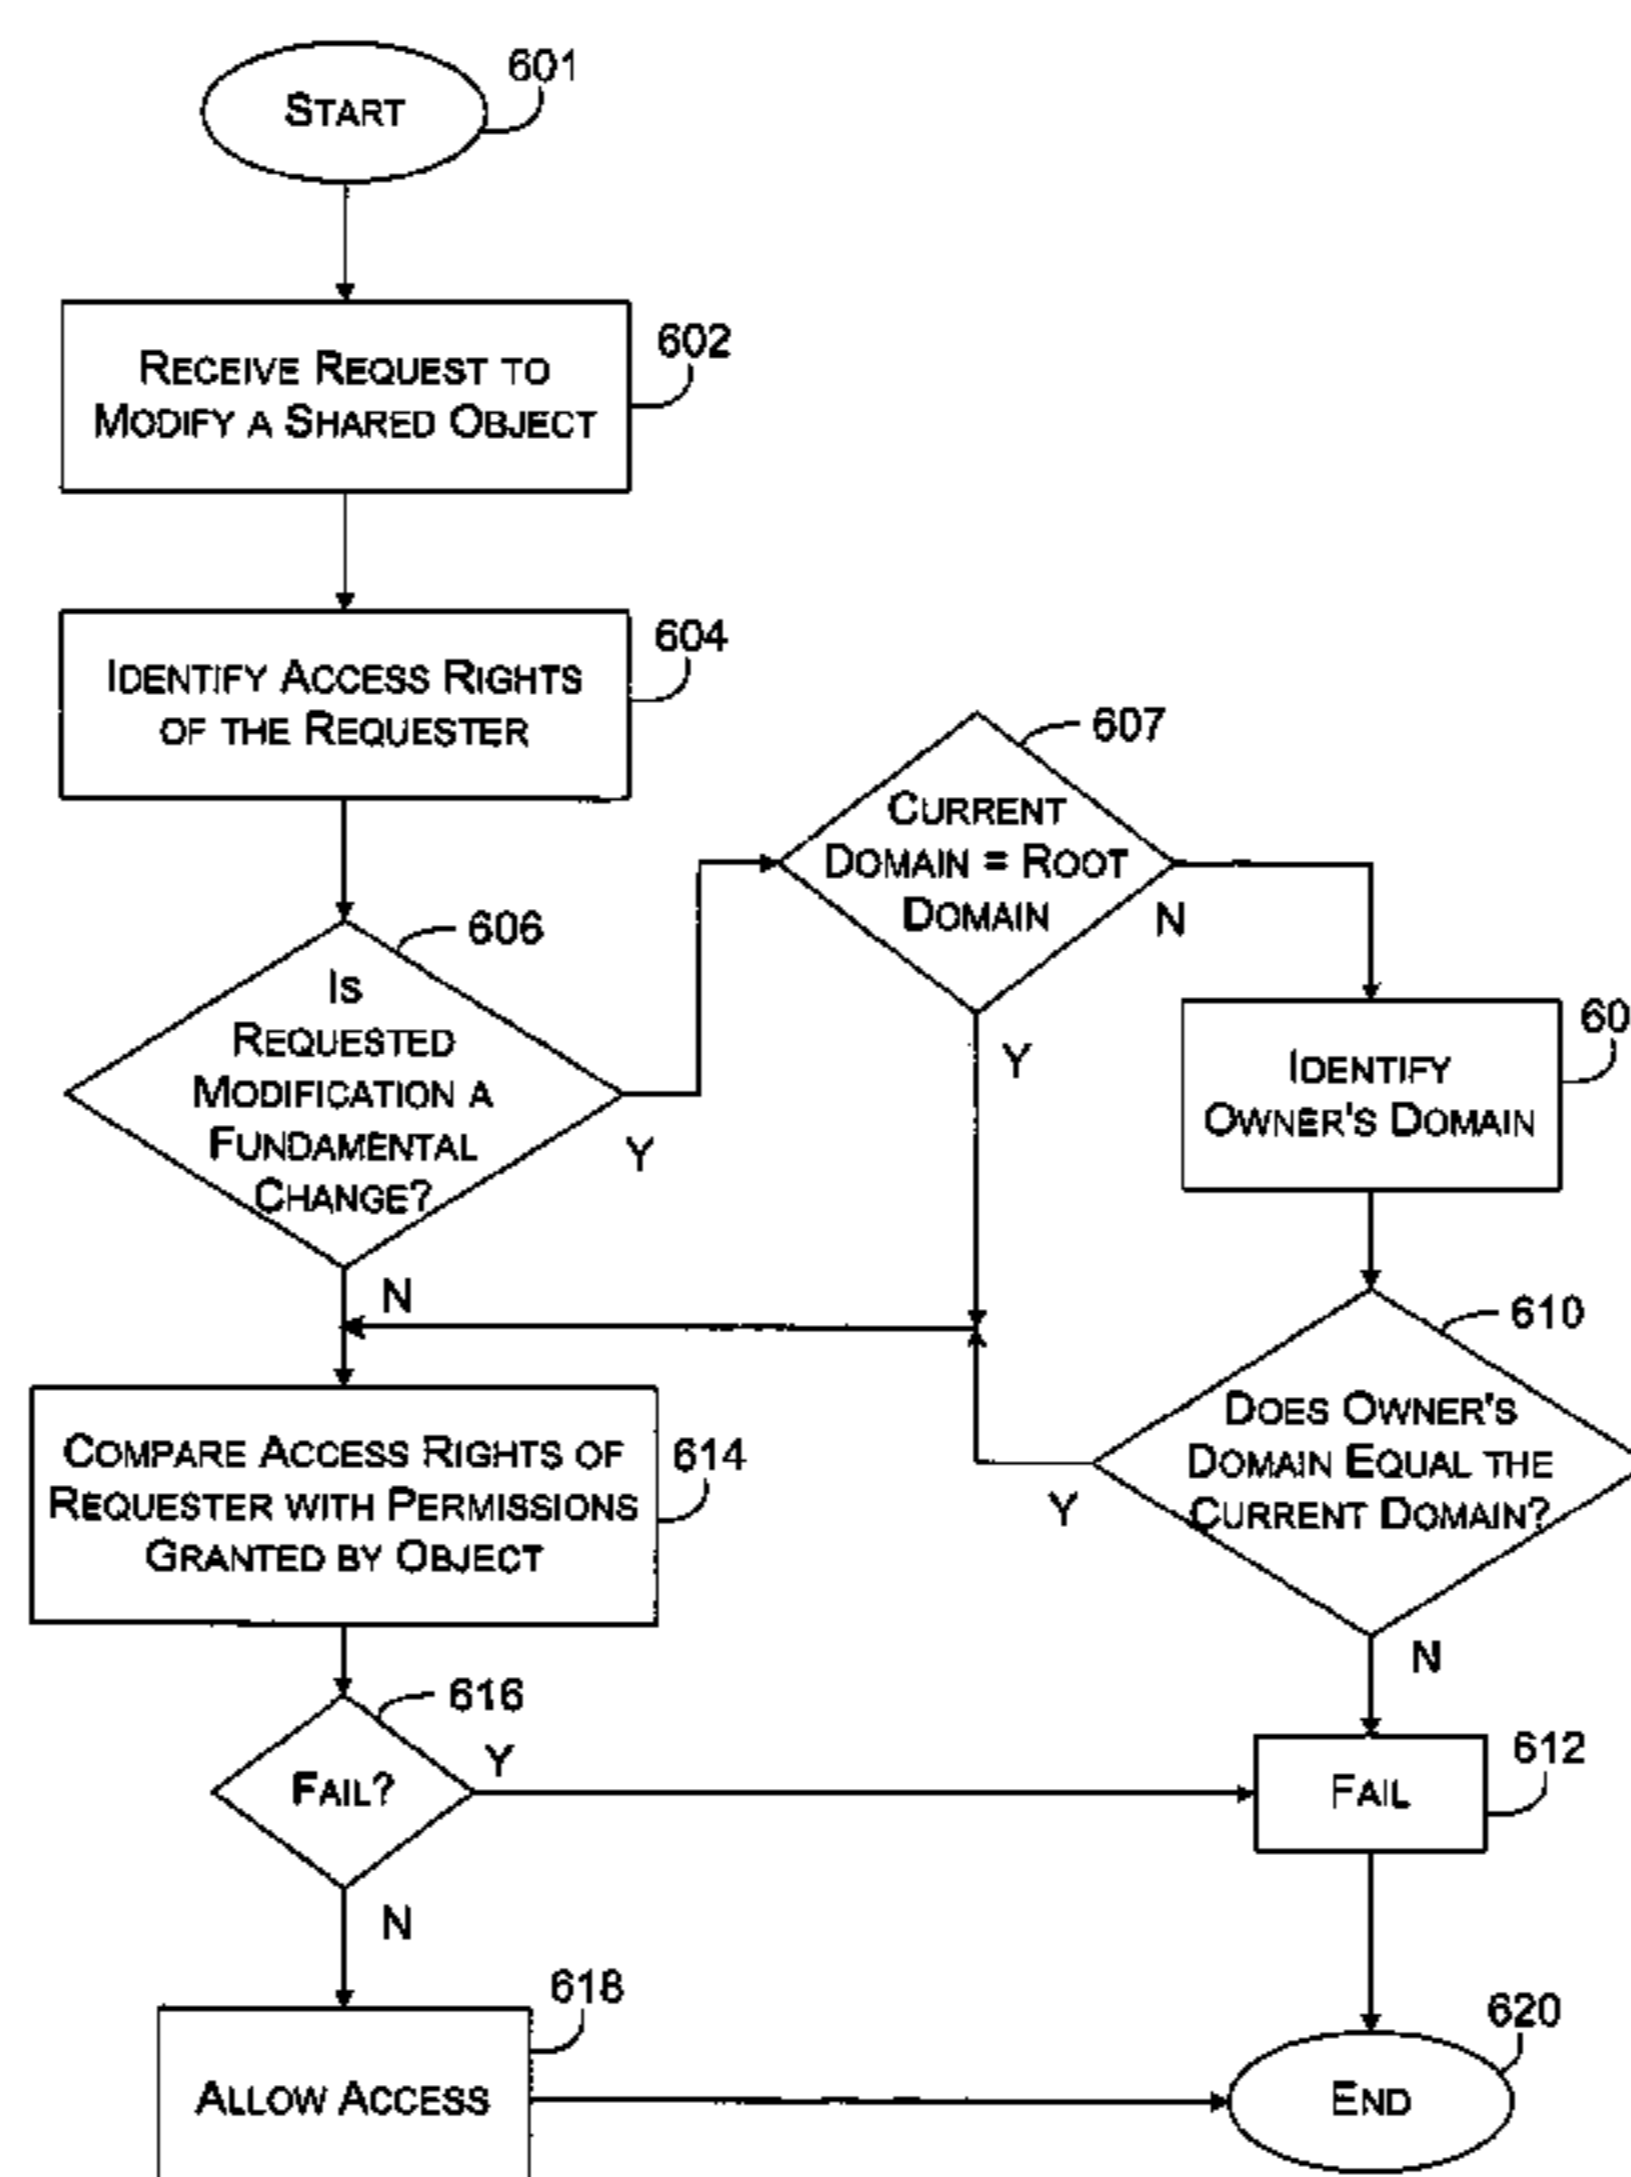 601
START
602
RECEIVE REQUEST TO
MODIFY A SHARED OBJECT
604
IDENTIFY ACCESS RIGHTS
OF THE REQUESTER
607
CURRENT
DOMAIN = ROOT
DOMAIN
N
Y
606
IS
REQUESTED
MODIFICATION A
FUNDAMENTAL
CHANGE?
Y
N
60
IDENTIFY
OWNER'S DOMAIN
610
DOES OWNER'S
DOMAIN EQUAL THE
CURRENT DOMAIN?
Y
N
614
COMPARE ACCESS RIGHTS OF
REQUESTER WITH PERMISSIONS
GRANTED BY OBJECT
616
FAIL?
Y
N
612
FAIL
618
ALLOW ACCESS
620
END